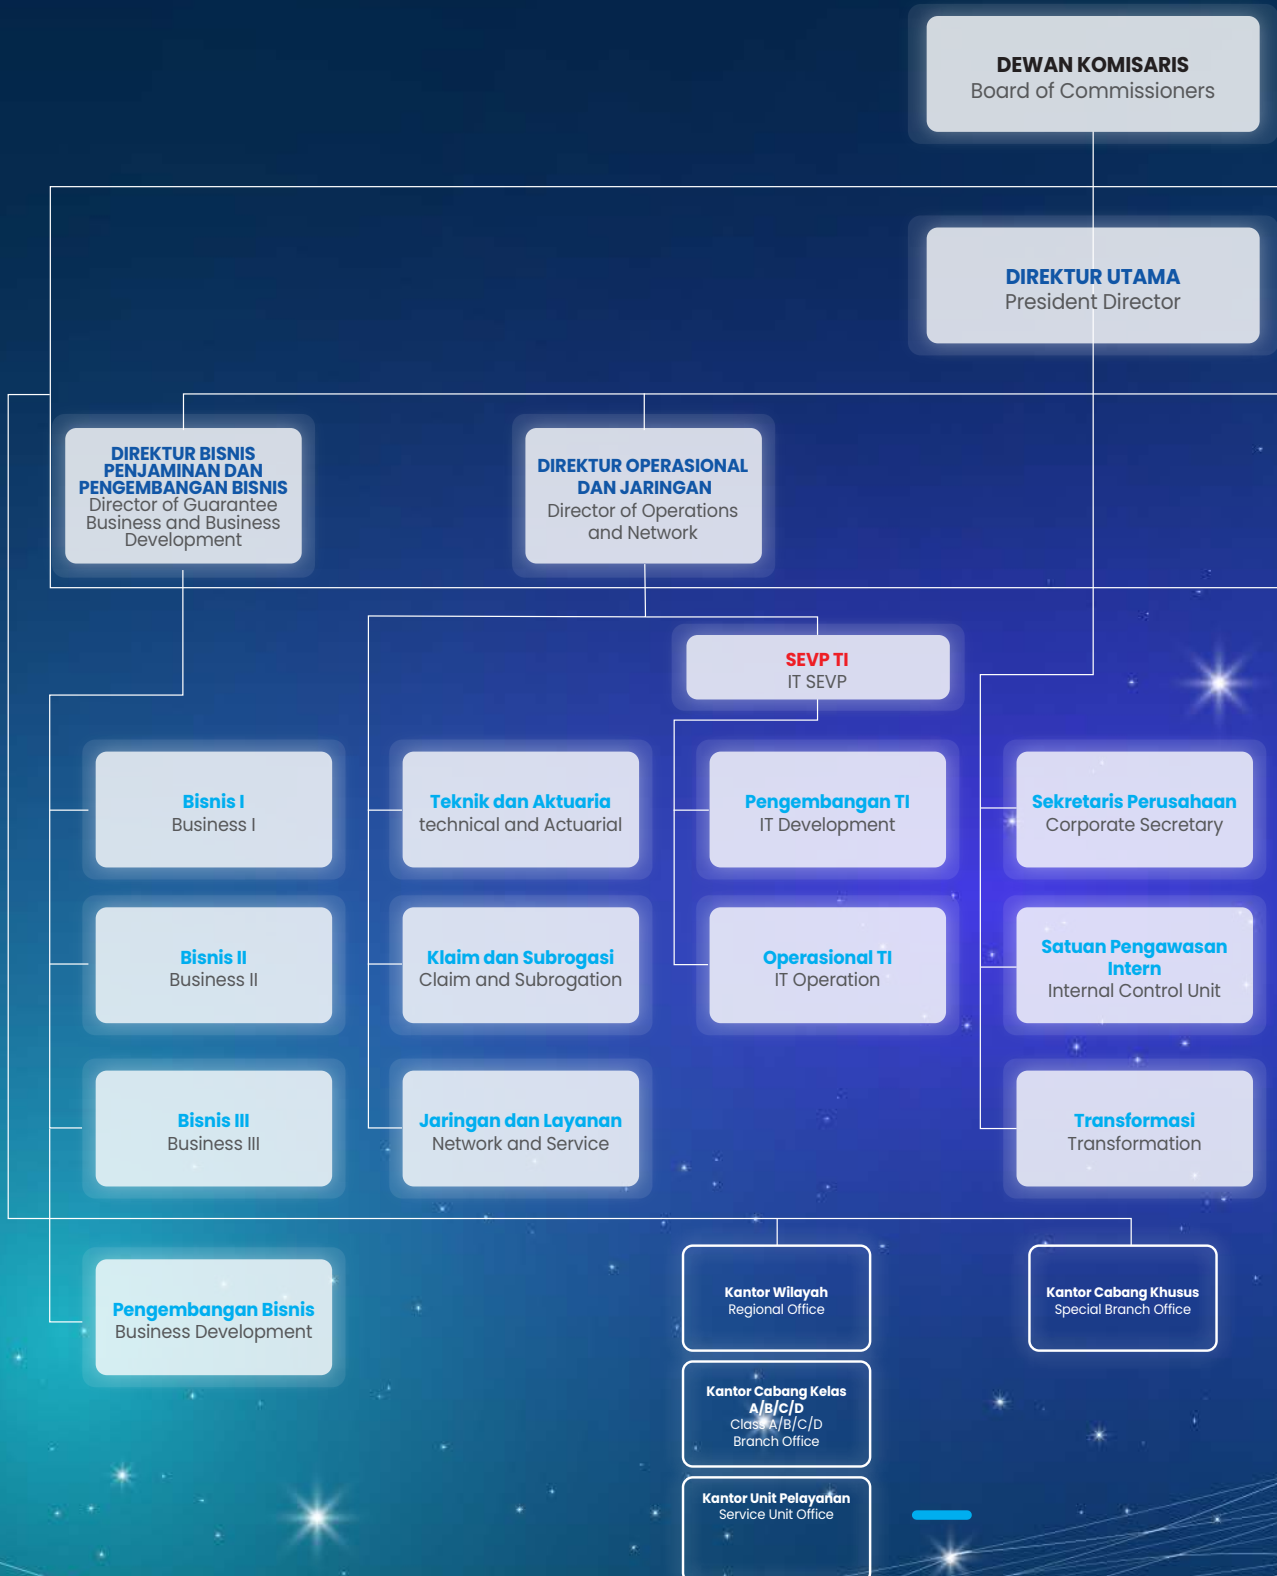 DEWAN KOMISARIS
Board of Commissioners
DIREKTUR UTAMA
President Director
DIREKTUR BISNIS
PENJAMINAN DAN
PENGEMBANGAN BISNIS
Director of Guarantee
Business and Business
Development
DIREKTUR OPERASIONAL
DAN JARINGAN
Director of Operations
and Network
SEVP TI
IT SEVP
Bisnis I
Business I
Teknik dan Aktuaria
technical and Actuarial
Pengembangan TI
IT Development
Sekretaris Perusahaan
Corporate Secretary
Bisnis II
Business II
Klaim dan Subrogasi
Claim and Subrogation
Operasional TI
IT Operation
Satuan Pengawasan
Intern
Internal Control Unit
Bisnis III
Business III
Jaringan dan Layanan
Network and Service
Transformasi
Transformation
Pengembangan Bisnis
Business Development
Kantor Wilayah
Regional Office
Kantor Cabang Khusus
Special Branch Office
Kantor Cabang Kelas
A/B/C/D
Class A/B/C/D
Branch Office
Kantor Unit Pelayanan
Service Unit Office